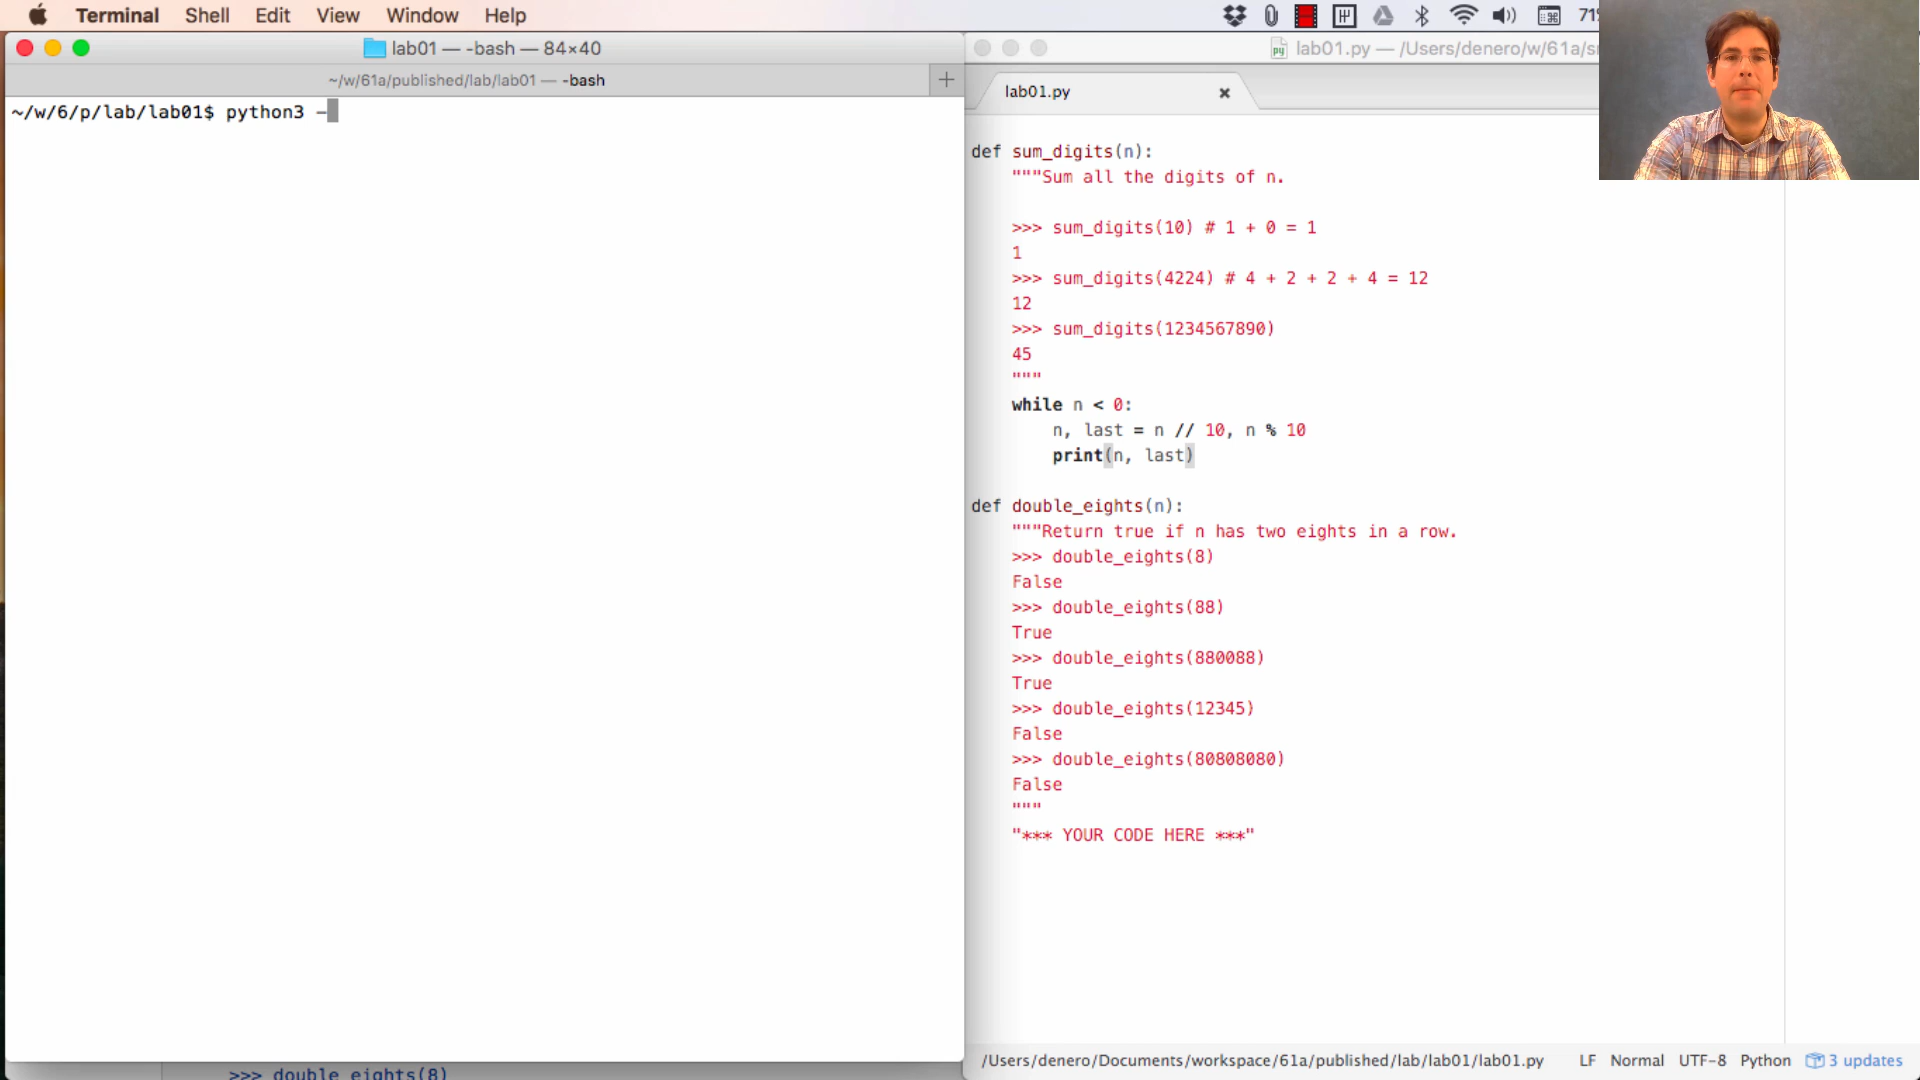 Terminal Shell Edit View Window Help
71
lab01 — -bash — 84×40
~/w/61a/published/lab/lab01 — -bash
+
~/w/6/p/lab/lab01$ python3 -
>>> double_eights(8)
lab01.py — /Users/denero/w/61a/
lab01.py
def sum_digits(n):
"""Sum all the digits of n.
>>> sum_digits(10) # 1 + 0 = 1
1
>>> sum_digits(4224) # 4 + 2 + 2 + 4 = 12
12
>>> sum_digits(1234567890)
45
"""
while n < 0:
n, last = n // 10, n % 10
print(n, last)
def double_eights(n):
"""Return true if n has two eights in a row.
>>> double_eights(8)
False
>>> double_eights(88)
True
>>> double_eights(880088)
True
>>> double_eights(12345)
False
>>> double_eights(80808080)
False
"""
"*** YOUR CODE HERE ***"
/Users/denero/Documents/workspace/61a/published/lab/lab01/lab01.py LF Normal UTF-8 Python 3 updates